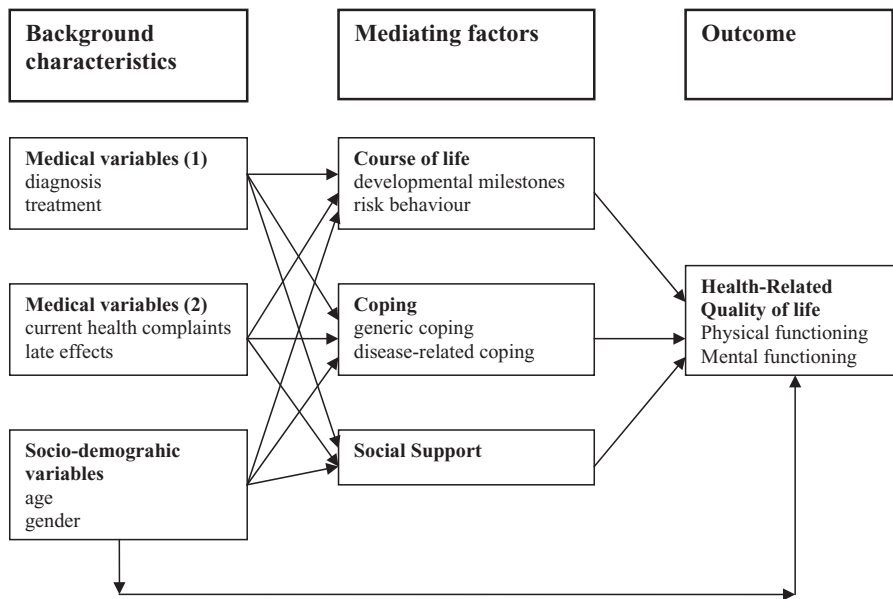 Background
characteristics
Mediating factors
Outcome
Medical variables (1)
diagnosis
treatment
Course of life
developmental milestones
risk behaviour
Medical variables (2)
current health complaints
late effects
Coping
generic coping
disease-related coping
Health-Related
Quality of life
Physical functioning
Mental functioning
Socio-demograhic
variables
age
gender
Social Support